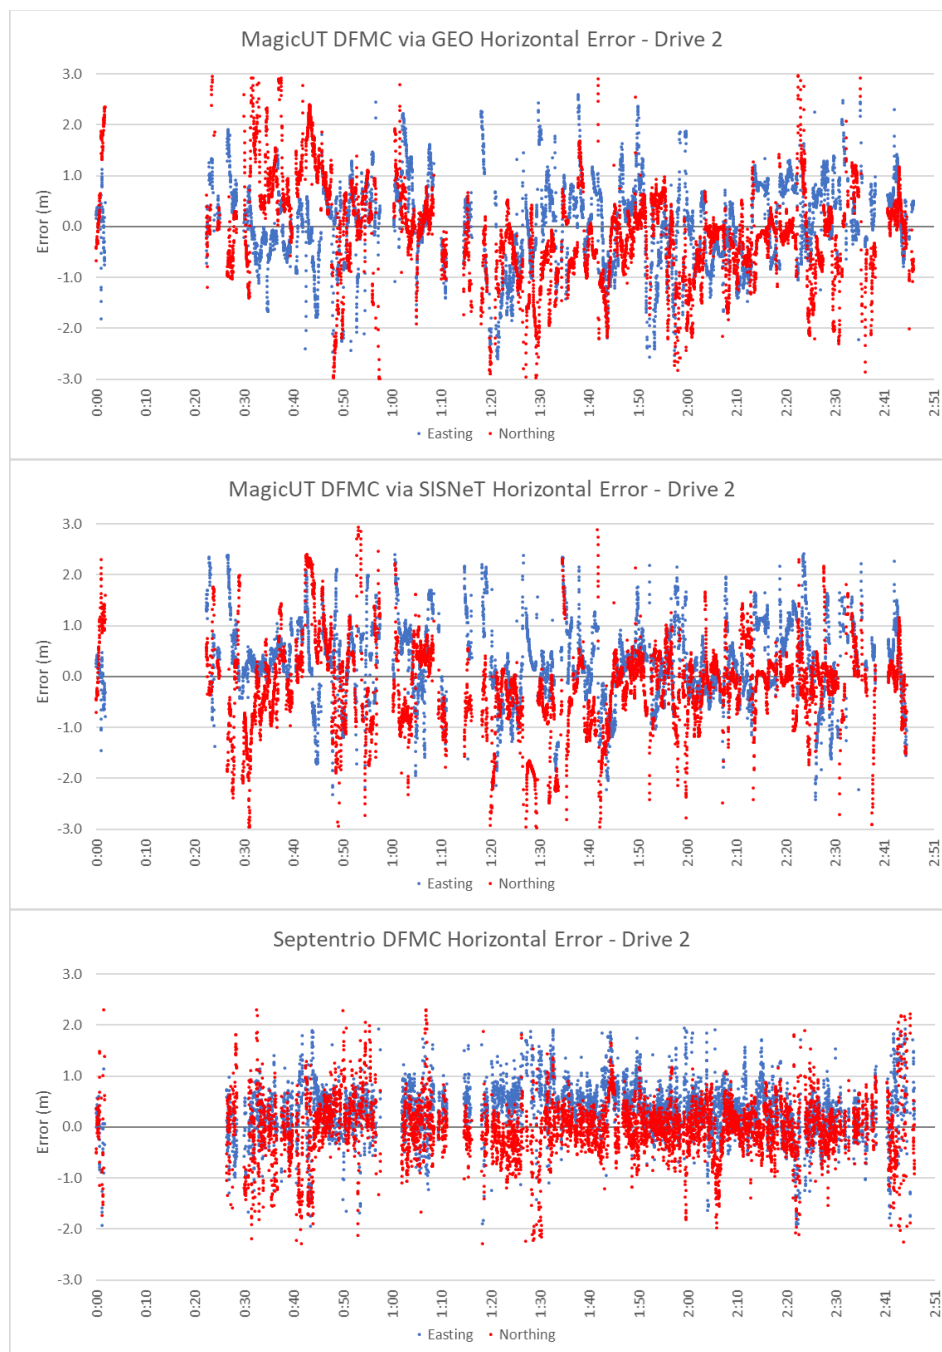 MagicUT DFMC via GEO Horizontal Error - Drive 2
3.0
2.0
1.0
0.0
-1.0
-2.0
-3.0
Error (m)
0:00 0:10 0:20 0:30 0:40 0:50 1:00 1:10 1:20 1:30 1:40 1:50 2:00 2:10 2:20 2:30 2:41 2:51
Easting Northing
MagicUT DFMC via SISNeT Horizontal Error - Drive 2
3.0
2.0
1.0
0.0
-1.0
-2.0
-3.0
Error (m)
0:00 0:10 0:20 0:30 0:40 0:50 1:00 1:10 1:20 1:30 1:40 1:50 2:00 2:10 2:20 2:30 2:41 2:51
Easting Northing
Septentrio DFMC Horizontal Error - Drive 2
3.0
2.0
1.0
0.0
-1.0
-2.0
-3.0
Error (m)
0:00 0:10 0:20 0:30 0:40 0:50 1:00 1:10 1:20 1:30 1:40 1:50 2:00 2:10 2:20 2:30 2:41 2:51
Easting Northing